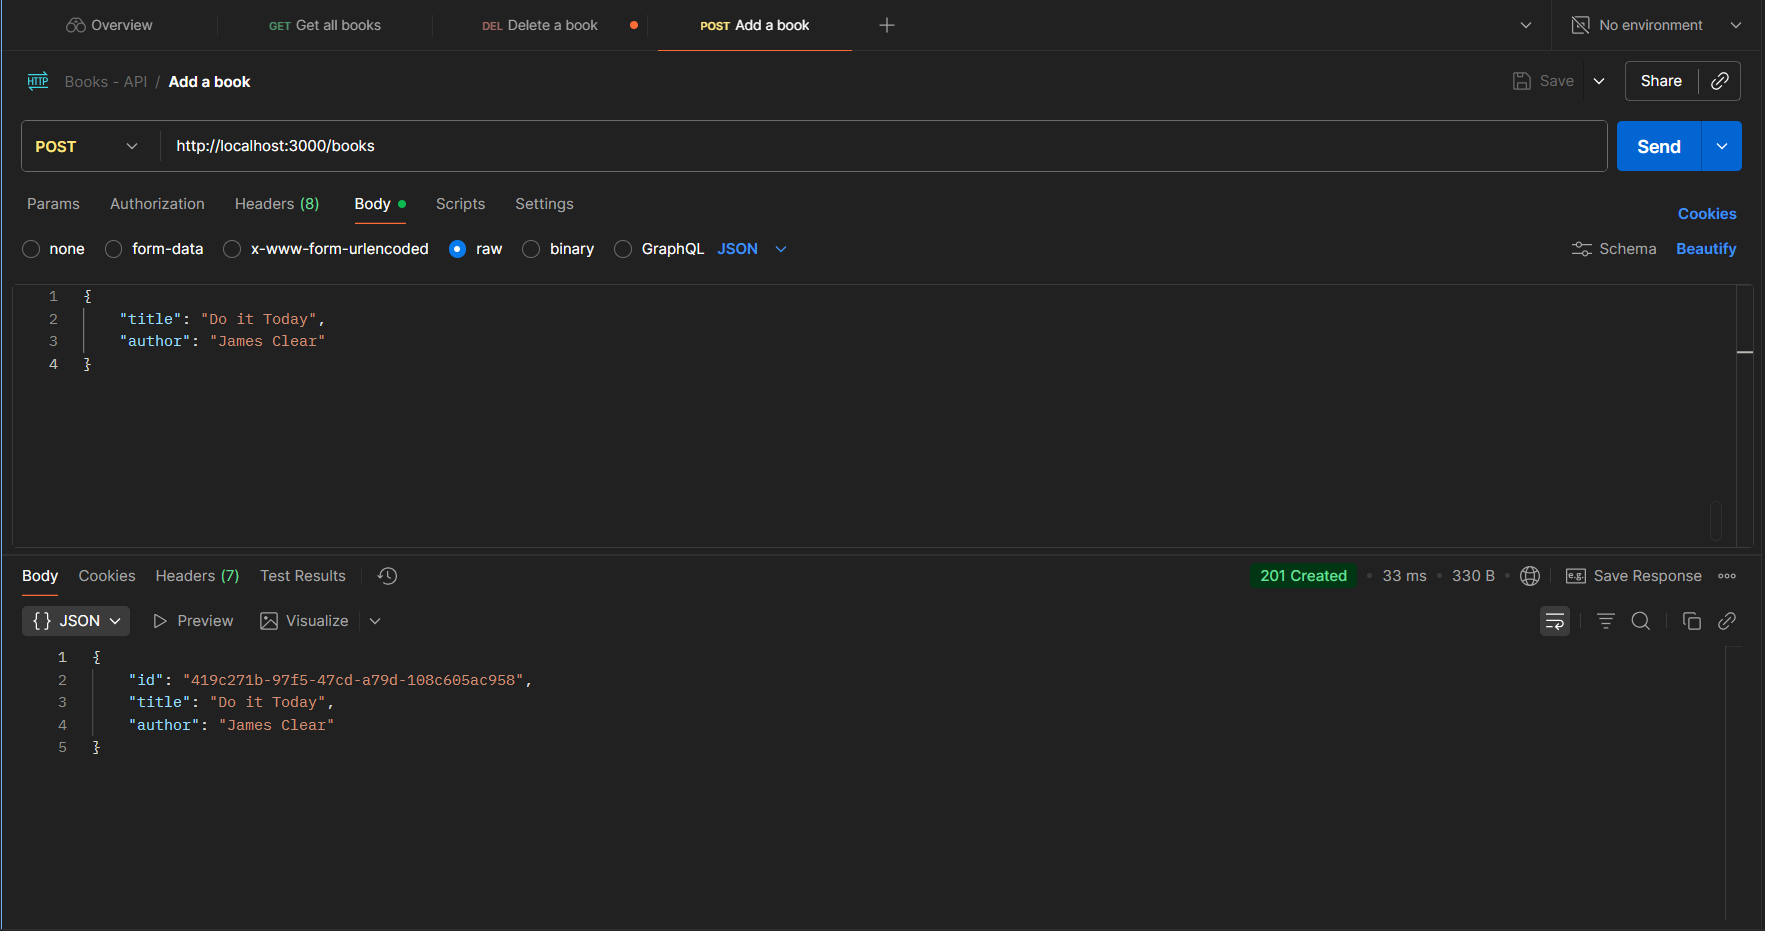 Overview
GET Get all books
DEL Delete a book
POST Add a book
No environment
HTTP Books - API / Add a book
Save
Share
POST
http://localhost:3000/books
Send
Params Authorization Headers (8) Body Scripts Settings
Cookies
none form-data x-www-form-urlencoded raw binary GraphQL JSON
Schema Beautify
1 {
2 "title": "Do it Today",
3 "author": "James Clear"
4 }
Body Cookies Headers (7) Test Results
201 Created • 33 ms • 330 B •
e.g. Save Response
{} JSON Preview Visualize
1 {
2 "id": "419c271b-97f5-47cd-a79d-108c605ac958",
3 "title": "Do it Today",
4 "author": "James Clear"
5 }